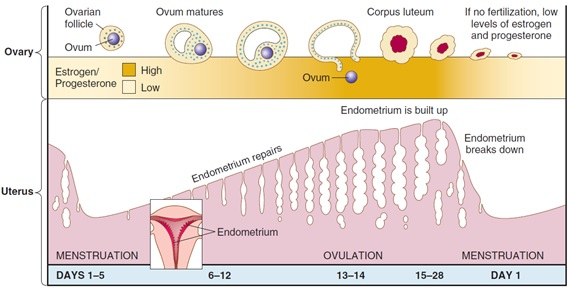 Ovarian
follicle
Ovum
Ovum matures
Corpus luteum
If no fertilization, low
levels of estrogen
and progesterone
Ovary
Estrogen/
Progesterone
High
Low
Ovum
Endometrium is built up
Endometrium repairs
Endometrium
breaks down
Uterus
Endometrium
MENSTRUATION
OVULATION
MENSTRUATION
DAYS 1–5
6–12
13–14
15–28
DAY 1